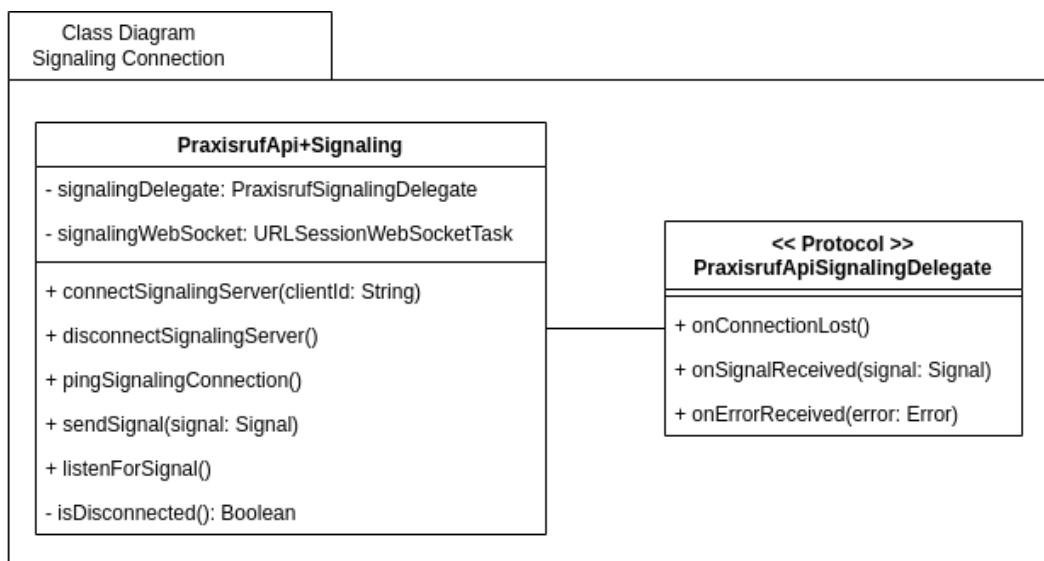 Class Diagram
Signaling Connection
PraxisrufApi+Signaling
- signalingDelegate: PraxisrufSignalingDelegate
- signalingWebSocket: URLSessionWebSocketTask
+ connectSignalingServer(clientId: String)
+ disconnectSignalingServer()
+ pingSignalingConnection()
+ sendSignal(signal: Signal)
+ listenForSignal()
- isDisconnected(): Boolean
<< Protocol >>
PraxisrufApiSignalingDelegate
+ onConnectionLost()
+ onSignalReceived(signal: Signal)
+ onErrorReceived(error: Error)